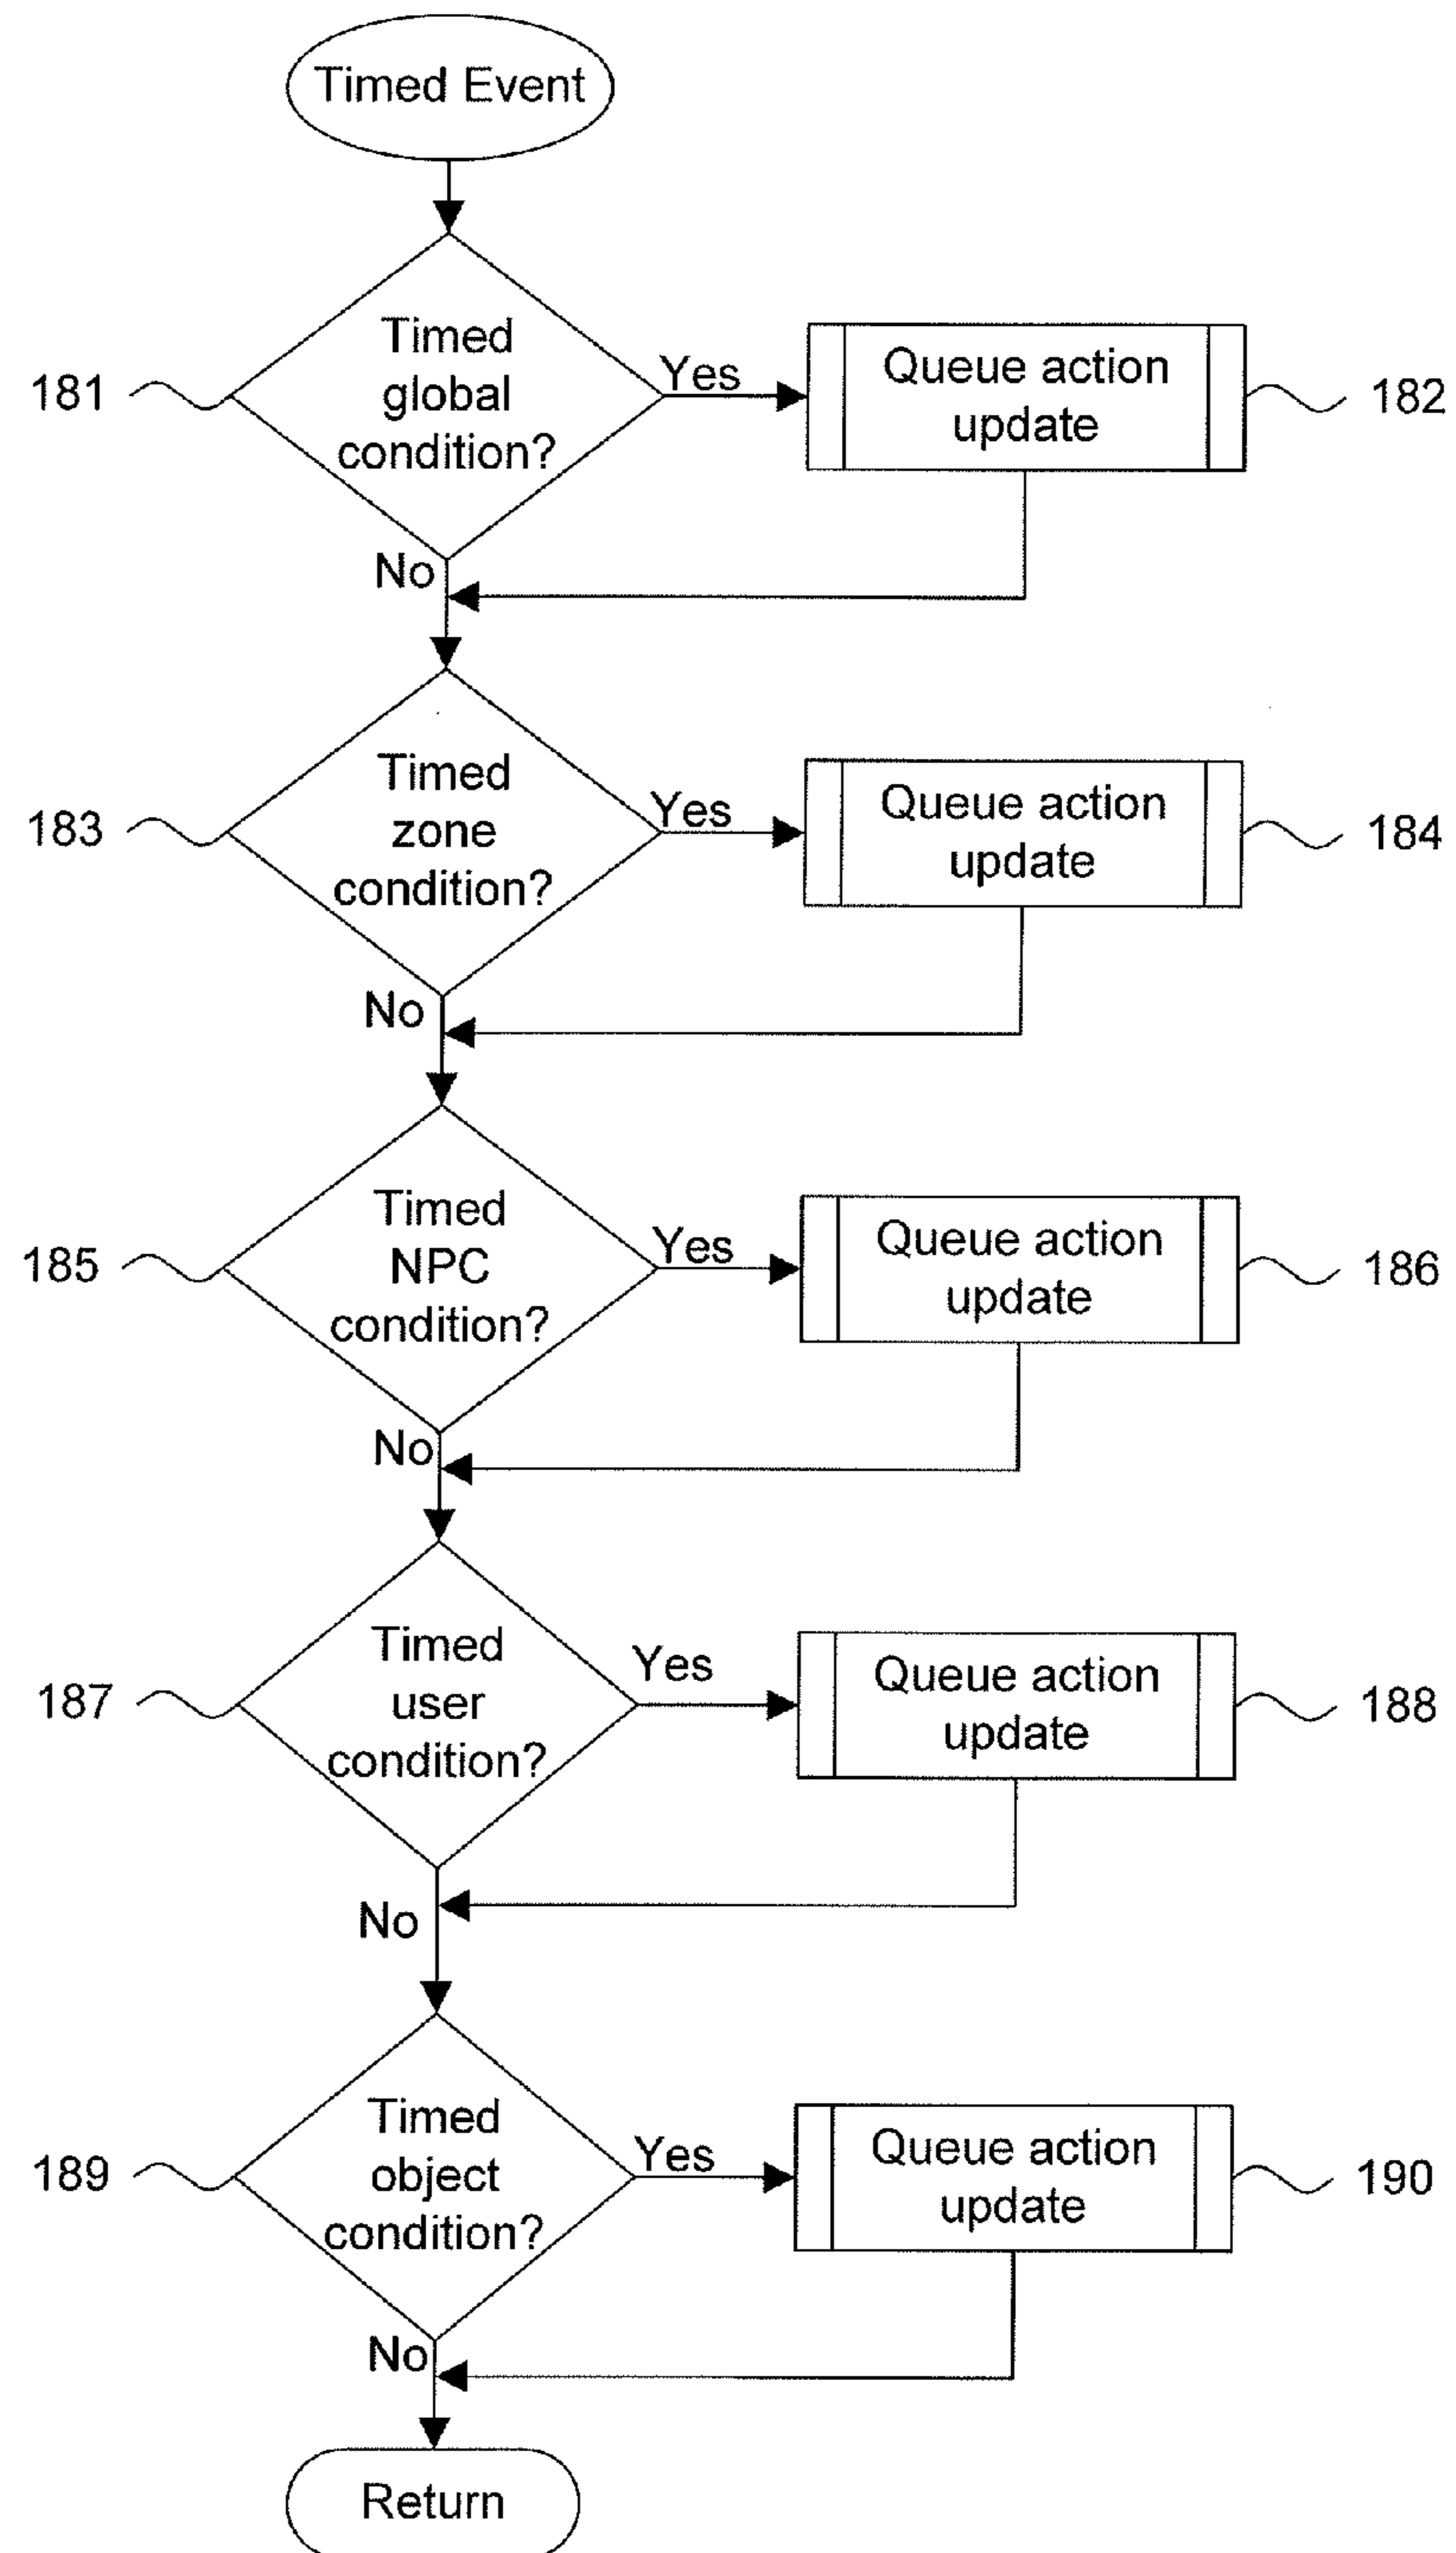 Timed Event
Timed
global
condition?
181
Yes
Queue action
update
182
No
Timed
zone
condition?
183
Yes
Queue action
update
184
No
Timed
NPC
condition?
185
Yes
Queue action
update
186
No
Timed
user
condition?
187
Yes
Queue action
update
188
No
Timed
object
condition?
189
Yes
Queue action
update
190
No
Return